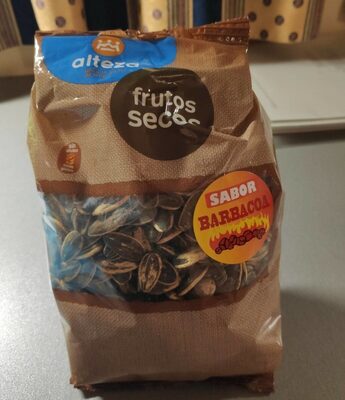 alteza
frutos
secos
SABOR
BARBACOA